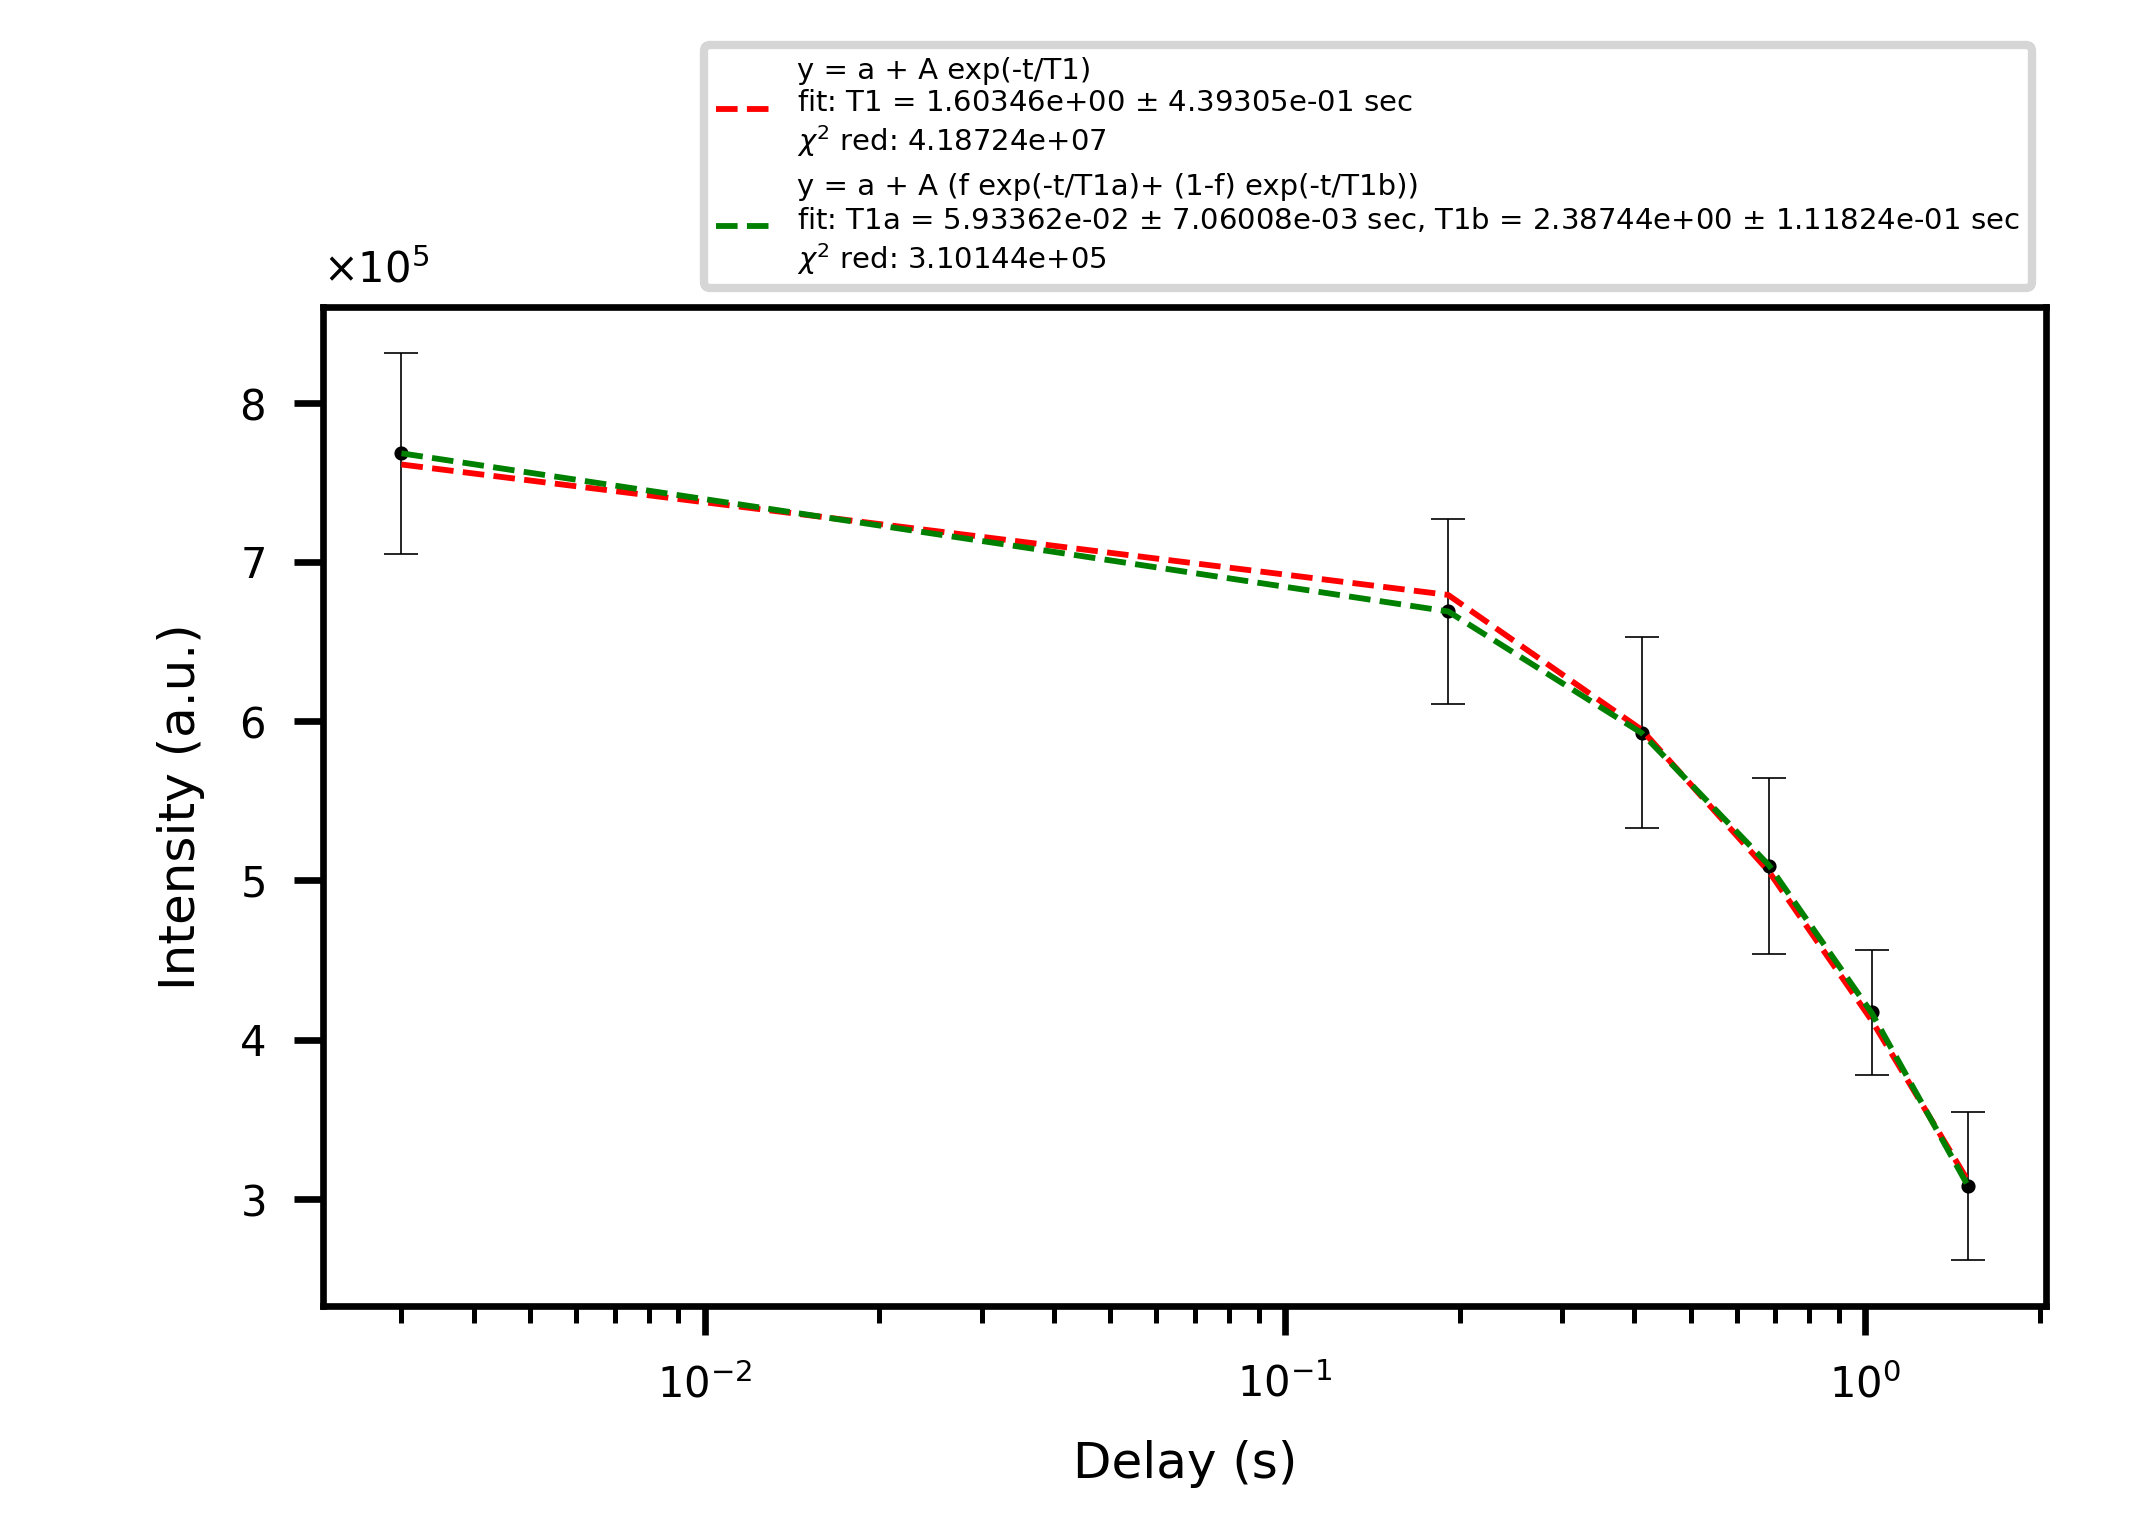 y = a + A exp(-t/T1)
fit: T1 = 1.60346e+00 ± 4.39305e-01 sec
χ² red: 4.18724e+07
y = a + A (f exp(-t/T1a)+ (1-f) exp(-t/T1b))
fit: T1a = 5.93362e-02 ± 7.06008e-03 sec, T1b = 2.38744e+00 ± 1.11824e-01 sec
χ² red: 3.10144e+05
×10⁵
8
7
6
5
4
3
Intensity (a.u.)
10⁻² 10⁻¹ 10⁰
Delay (s)